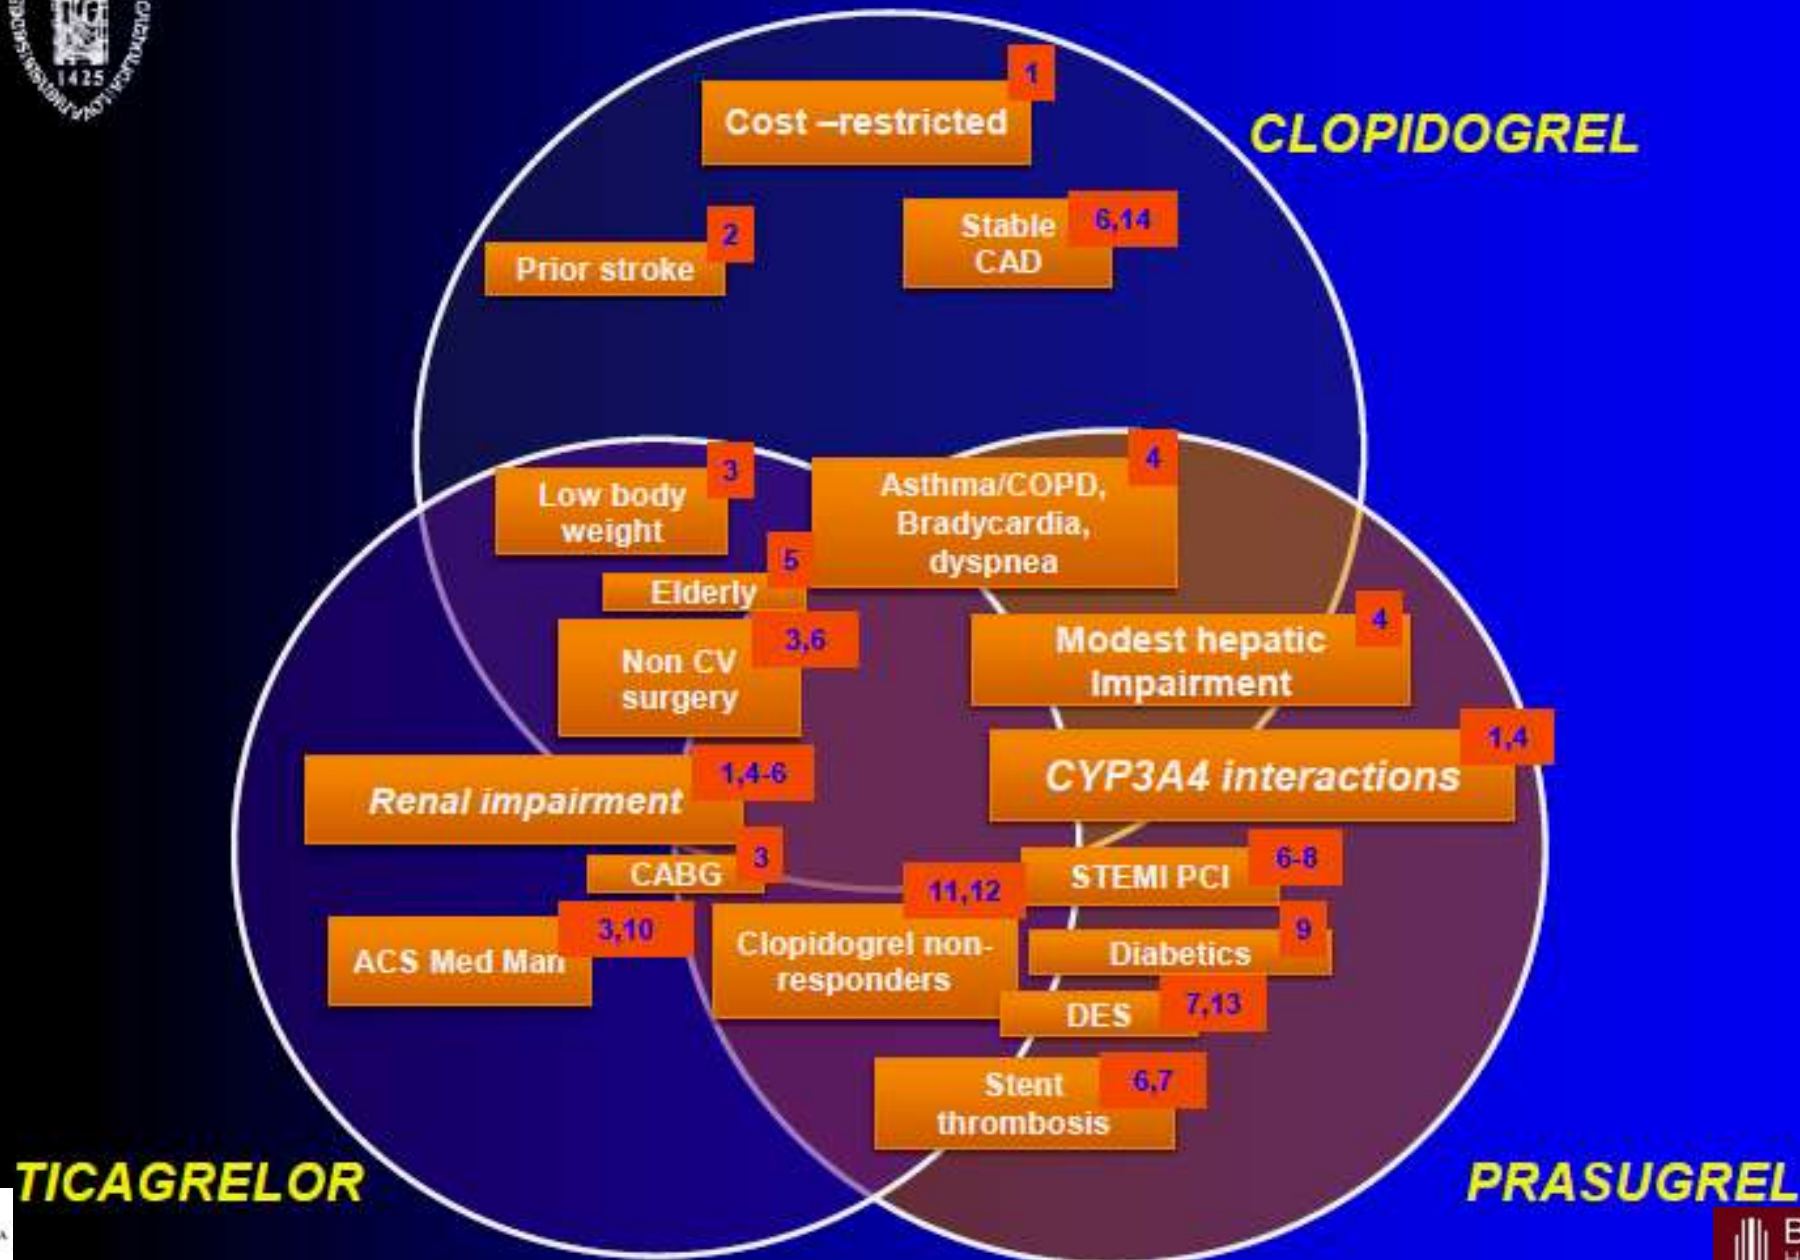 1425
1
Cost –restricted
CLOPIDOGREL
2
Prior stroke
6,14
Stable
CAD
3
Low body
weight
4
Asthma/COPD,
Bradycardia,
dyspnea
5
Elderly
3,6
Non CV
surgery
4
Modest hepatic
Impairment
1,4
CYP3A4 interactions
1,4-6
Renal impairment
3
CABG
6-8
STEMI PCI
3,10
ACS Med Man
11,12
Clopidogrel non-
responders
9
Diabetics
7,13
DES
6,7
Stent
thrombosis
TICAGRELOR
PRASUGREL